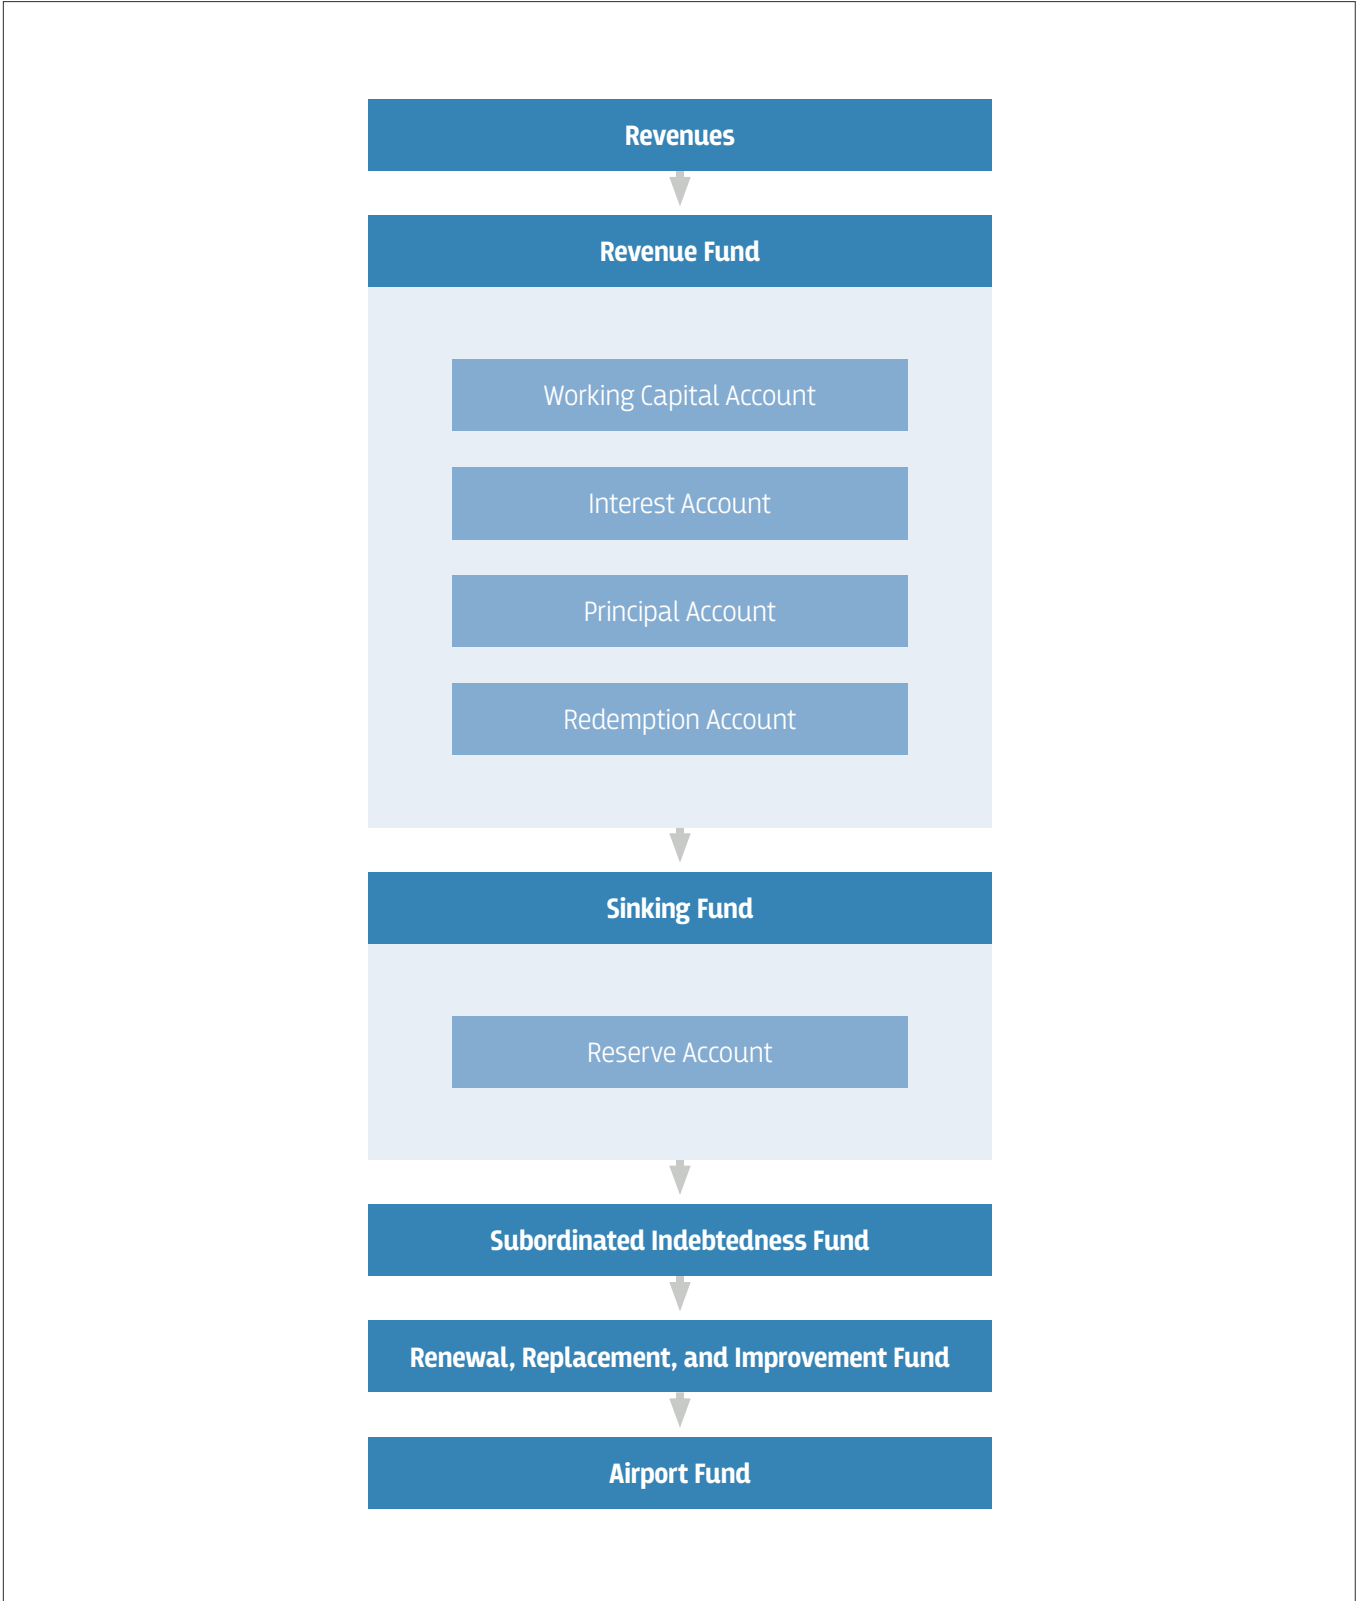 Revenues
Revenue Fund
Working Capital Account
Interest Account
Principal Account
Redemption Account
Sinking Fund
Reserve Account
Subordinated Indebtedness Fund
Renewal, Replacement, and Improvement Fund
Airport Fund